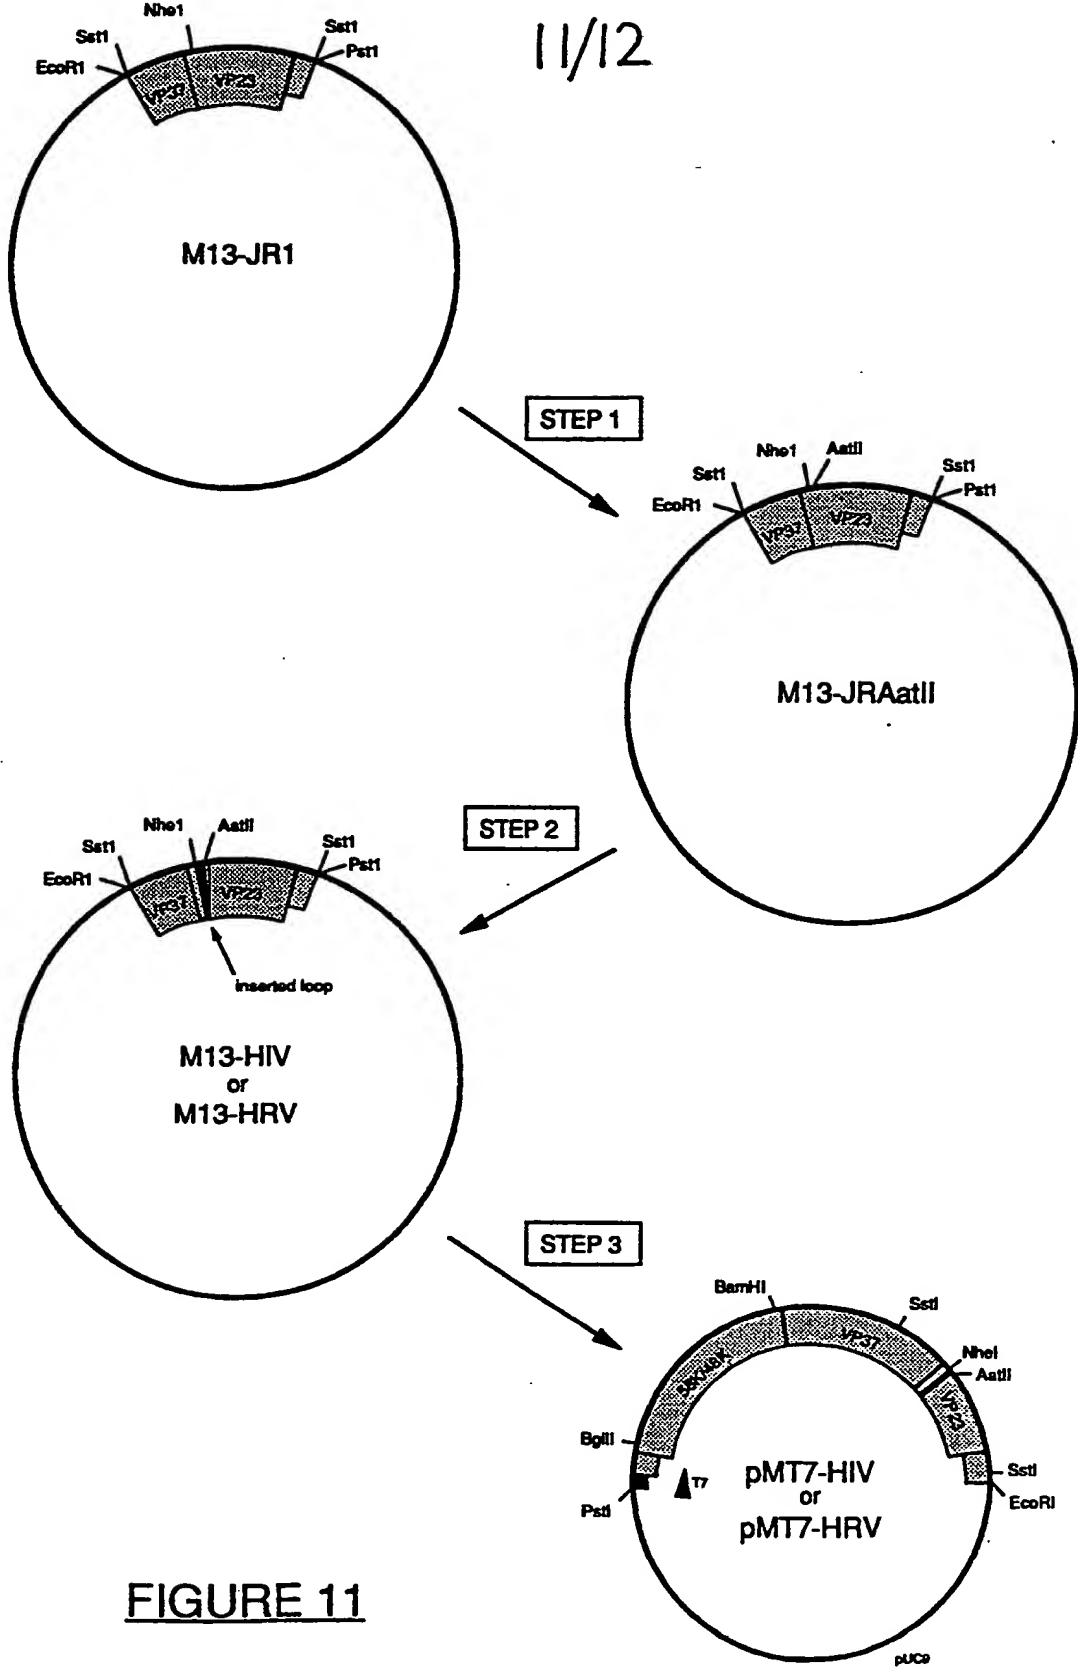 11/12
Nhe1
Sst1
Sst1
EcoR1
Pst1
VP37
VP23
M13-JR1
STEP 1
Nhe1
AatII
Sst1
Sst1
EcoR1
Pst1
VP37
VP23
M13-JRAatII
STEP 2
Nhe1
AatII
Sst1
Sst1
EcoR1
Pst1
VP37
VP23
inserted loop
M13-HIV
or
M13-HRV
STEP 3
BamHI
SstI
VP37
NheI
AatII
58K/48K
VP23
BglII
T7
SstI
PstI
EcoRI
pMT7-HIV
or
pMT7-HRV
FIGURE 11
pUC9